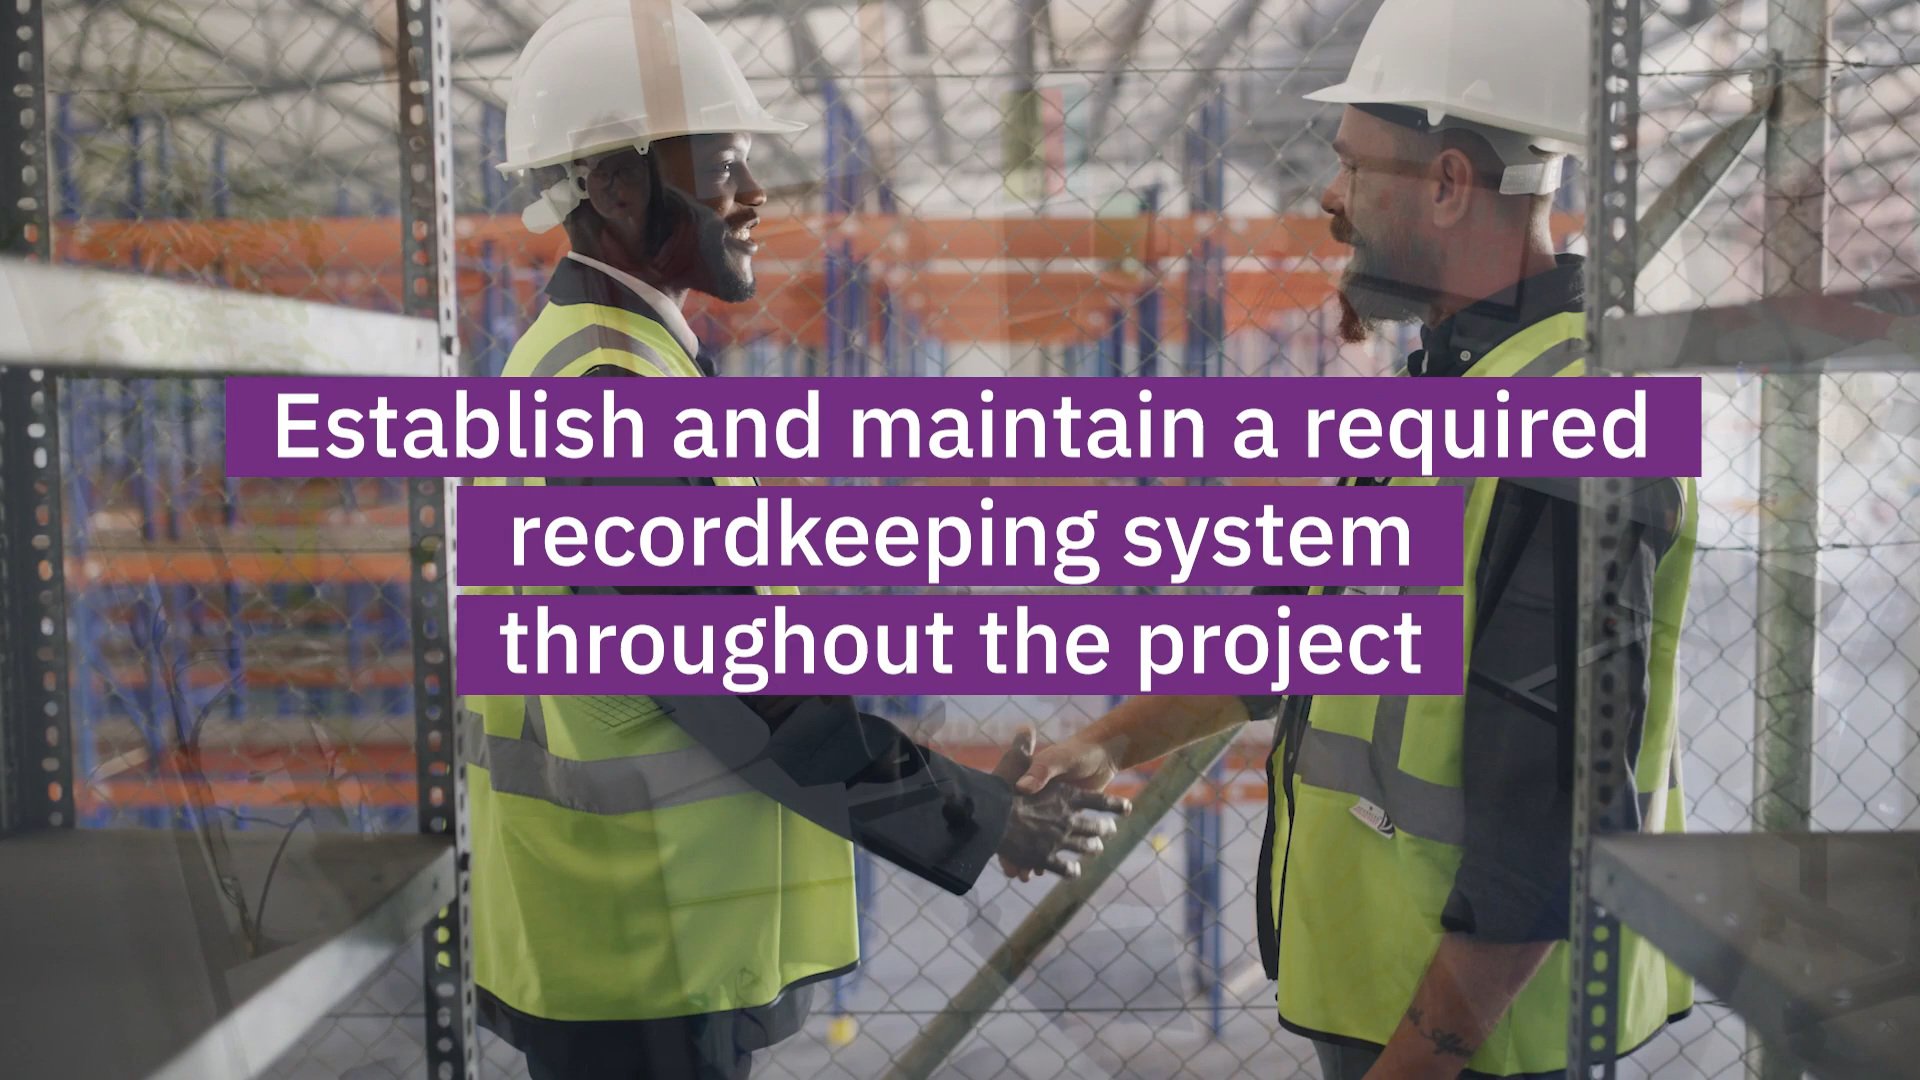 Establish and maintain a required
recordkeeping system
throughout the project